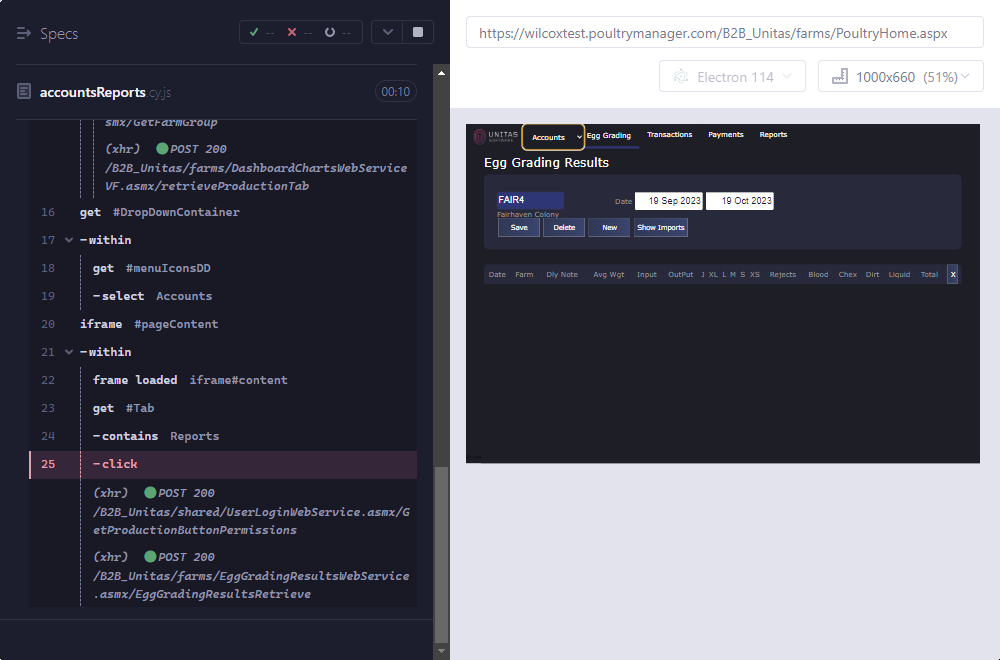 Specs
-- -- --
accountsReports.cy.js
00:10
smx/GetFarmGroup
(xhr) POST 200
/B2B_Unitas/farms/DashboardChartsWebService
VF.asmx/retrieveProductionTab
16 get #DropDownContainer
17 -within
18 get #menuIconsDD
19 -select Accounts
20 iframe #pageContent
21 -within
22 frame loaded iframe#content
23 get #Tab
24 -contains Reports
25 -click
(xhr) POST 200
/B2B_Unitas/shared/UserLoginWebService.asmx/G
etProductionButtonPermissions
(xhr) POST 200
/B2B_Unitas/farms/EggGradingResultsWebService
.asmx/EggGradingResultsRetrieve
https://wilcoxtest.poultrymanager.com/B2B_Unitas/farms/PoultryHome.aspx
Electron 114
1000x660 (51%)
UNITAS
SOFTWARE
Accounts
Egg Grading Transactions Payments Reports
Egg Grading Results
FAIR4
Date 19 Sep 2023 19 Oct 2023
Fairhaven Colony
Save Delete New Show Imports
Date Farm Dly Note Avg Wgt Input OutPut J XL L M S XS Rejects Blood Chex Dirt Liquid Total X